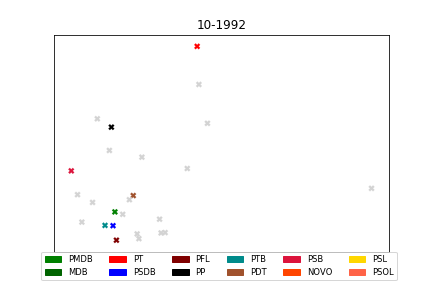 10-1992
PMDB PT PFL PTB PSB PSL
MDB PSDB PP PDT NOVO PSOL